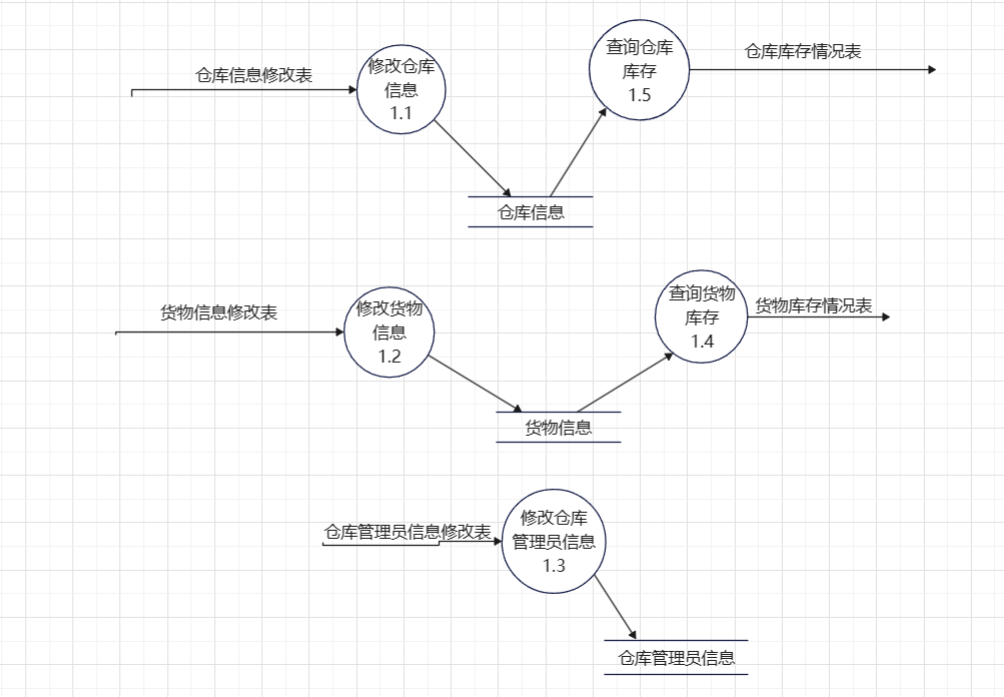 仓库信息修改表
修改仓库
信息
1.1
查询仓库
库存
1.5
仓库库存情况表
仓库信息
货物信息修改表
修改货物
信息
1.2
查询货物
库存
1.4
货物库存情况表
货物信息
仓库管理员信息修改表
修改仓库
管理员信息
1.3
仓库管理员信息